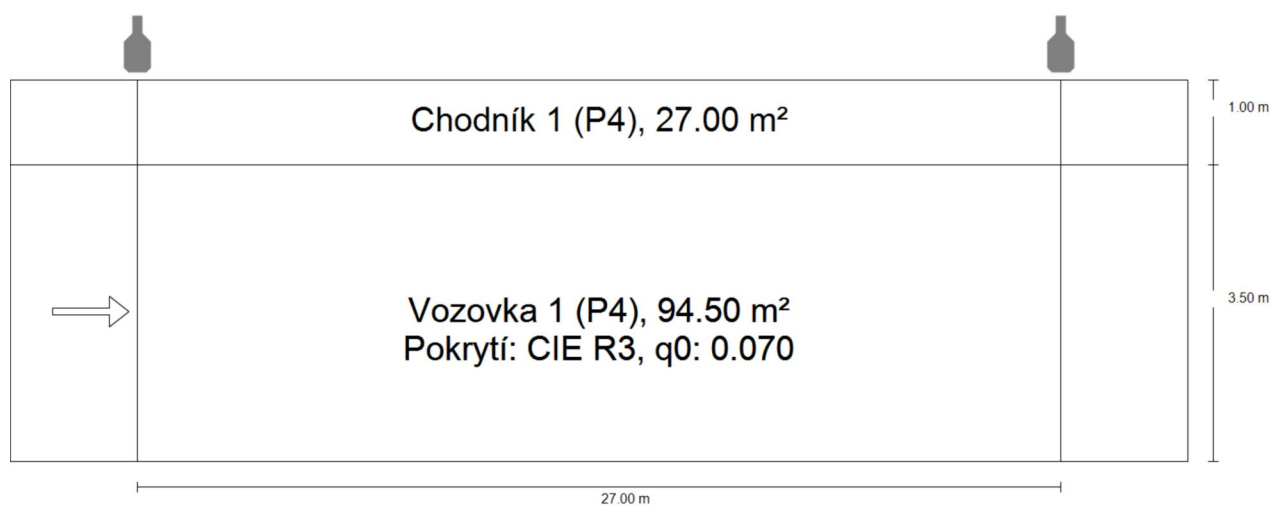 Chodník 1 (P4), 27.00 m²
1.00 m
Vozovka 1 (P4), 94.50 m²
Pokrytí: CIE R3, q0: 0.070
3.50 m
27.00 m